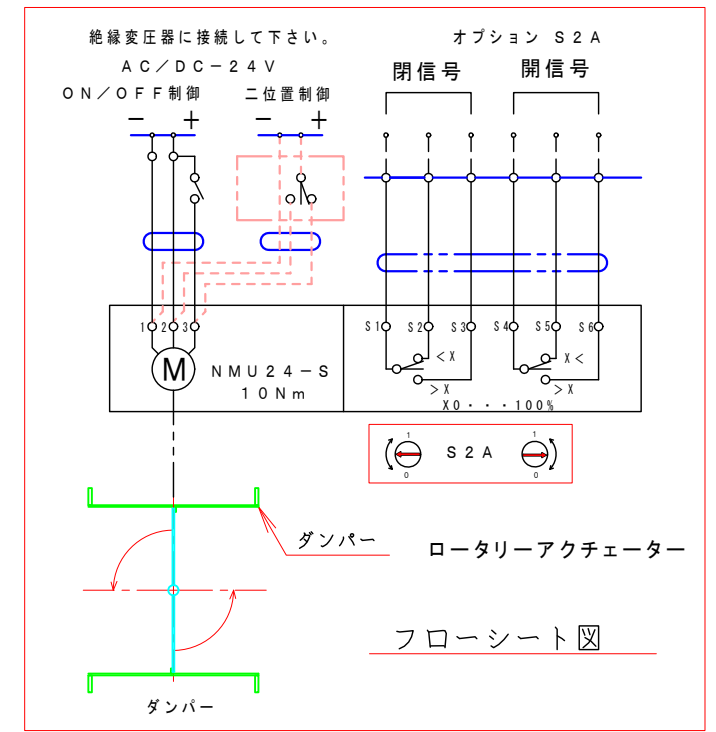 絶縁変圧器に接続して下さい。
AC/DC-24V
ON/OFF制御
二位置制御
- +
- +
オプション S2A
閉信号
開信号
1 2 3
M
NMU24-S
10Nm
S1 S2 S3 S4 S5 S6
<X
X<
>X
>X
X0・・・100%
1
0
S2A
1
0
ダンパー
ロータリーアクチェーター
フローシート図
ダンパー